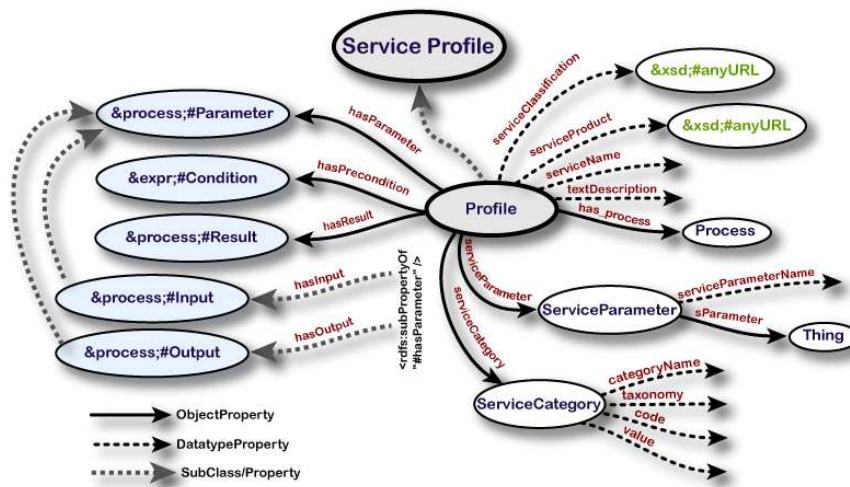 Service Profile
serviceClassification
&xsd;#anyURL
hasParameter
&process;#Parameter
serviceProduct
&xsd;#anyURL
serviceName
hasPrecondition
&expr;#Condition
textDescription
Profile
has_process
hasResult
&process;#Result
Process
hasInput
&process;#Input
<rdfs:subPropertyOf
"#hasParameter" />
serviceParameter
serviceParameterName
ServiceParameter
sParameter
Thing
hasOutput
&process;#Output
serviceCategory
categoryName
taxonomy
ServiceCategory
code
value
ObjectProperty
DatatypeProperty
SubClass/Property